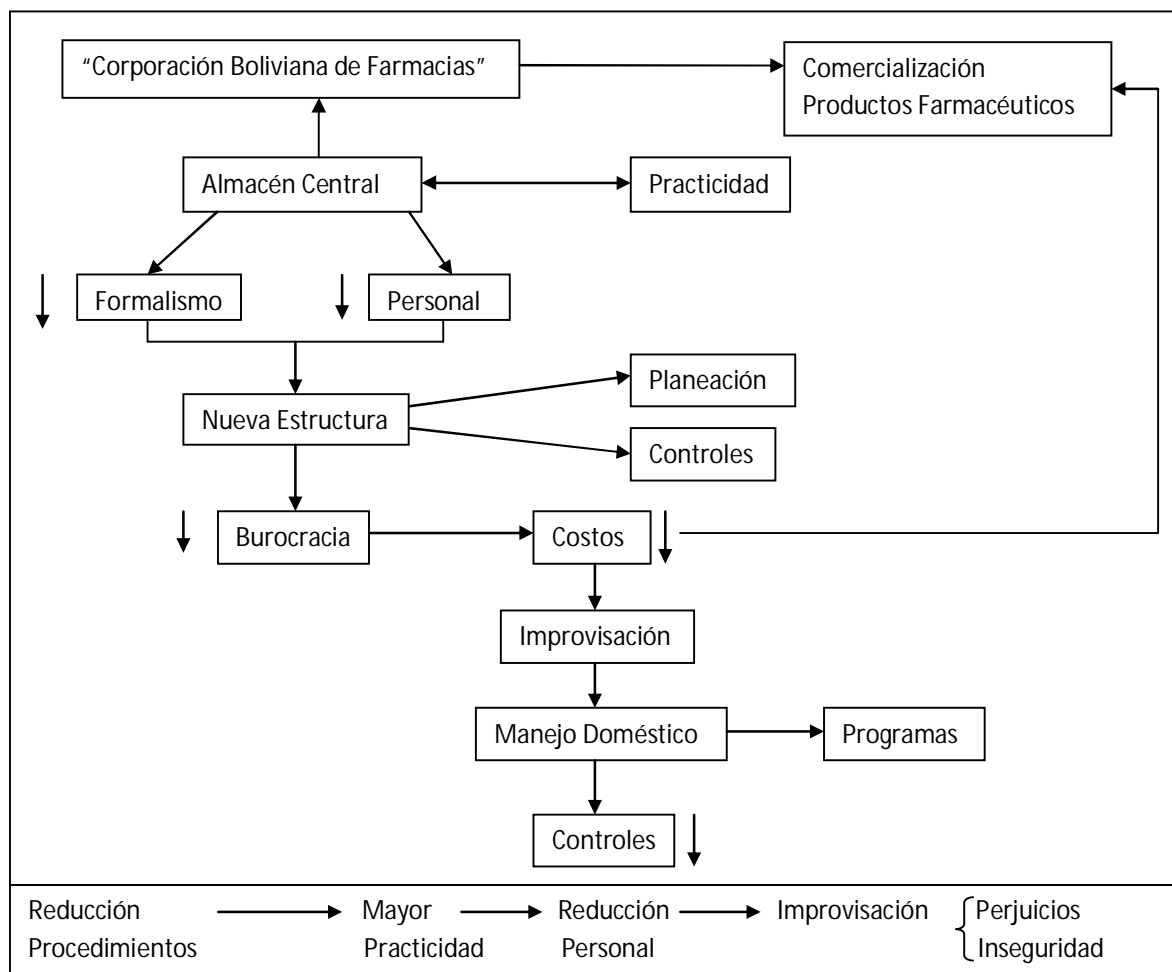 “Corporación Boliviana de Farmacias”
Comercialización
Productos Farmacéuticos
Almacén Central
Practicidad
Formalismo
Personal
Planeación
Nueva Estructura
Controles
Burocracia
Costos
Improvisación
Manejo Doméstico
Programas
Controles
Reducción
Procedimientos
Mayor
Practicidad
Reducción
Personal
Improvisación
Perjuicios
Inseguridad